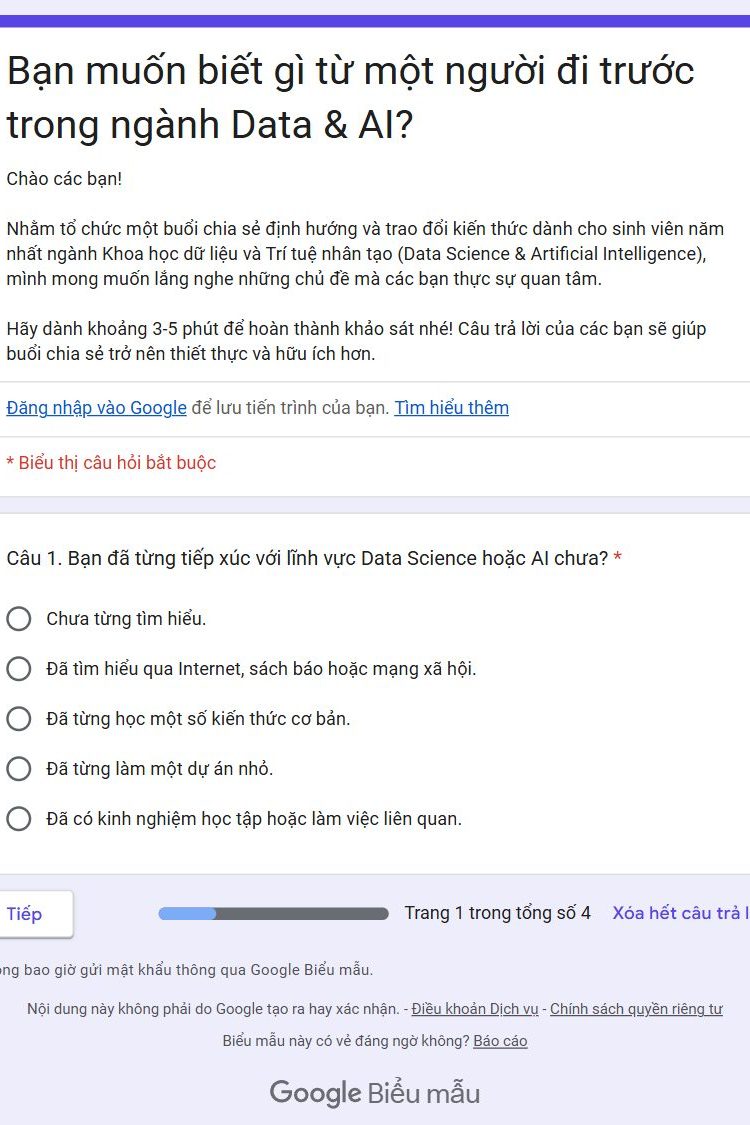 Bạn muốn biết gì từ một người đi trước
trong ngành Data & AI?
Chào các bạn!
Nhằm tổ chức một buổi chia sẻ định hướng và trao đổi kiến thức dành cho sinh viên năm
nhất ngành Khoa học dữ liệu và Trí tuệ nhân tạo (Data Science & Artificial Intelligence),
mình mong muốn lắng nghe những chủ đề mà các bạn thực sự quan tâm.
Hãy dành khoảng 3-5 phút để hoàn thành khảo sát nhé! Câu trả lời của các bạn sẽ giúp
buổi chia sẻ trở nên thiết thực và hữu ích hơn.
Đăng nhập vào Google để lưu tiến trình của bạn. Tìm hiểu thêm
* Biểu thị câu hỏi bắt buộc
Câu 1. Bạn đã từng tiếp xúc với lĩnh vực Data Science hoặc AI chưa? *
Chưa từng tìm hiểu.
Đã tìm hiểu qua Internet, sách báo hoặc mạng xã hội.
Đã từng học một số kiến thức cơ bản.
Đã từng làm một dự án nhỏ.
Đã có kinh nghiệm học tập hoặc làm việc liên quan.
Tiếp
Trang 1 trong tổng số 4
Xóa hết câu trả l
ong bao giờ gửi mật khẩu thông qua Google Biểu mẫu.
Nội dung này không phải do Google tạo ra hay xác nhận. - Điều khoản Dịch vụ - Chính sách quyền riêng tư
Biểu mẫu này có vẻ đáng ngờ không? Báo cáo
Google Biểu mẫu